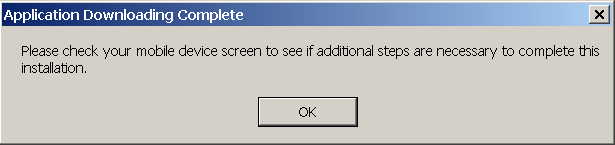 Application Downloading Complete
Please check your mobile device screen to see if additional steps are necessary to complete this
installation.
OK